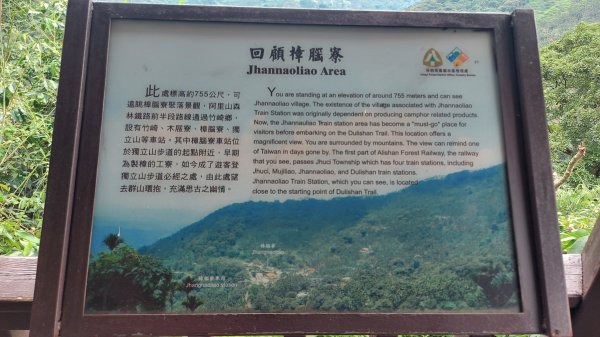 回顧樟腦寮
Jhannaoliao Area
此處標高約755公尺，可
遠眺樟腦寮聚落景觀，阿里山森
林鐵路前半段路線通過竹崎鄉，
設有竹崎、木屐寮、樟腦寮、獨
立山等車站，其中樟腦寮車站位
於獨立山步道的起點附近，早期
為製樟的工寮，如今成了遊客登
獨立山步道必經之處，由此處望
去群山環抱，充滿思古之幽情。
You are standing at an elevation of around 755 meters and can see
Jhannaoliao village. The existence of the village associated with Jhannaoliao
Train Station was originally dependent on producing camphor related products.
Now, the Jhannauliao Train station area has become a "must-go" place for
visitors before embarking on the Dulishan Trail. This location offers a
magnificent view. You are surrounded by mountains. The view can remind one
of Taiwan in days gone by. The first part of Alishan Forest Railway, the railway
that you see, passes Jhuci Township which has four train stations, including
Jhuci, Mujiliao, Jhannaoliao, and Dulishan train stations.
Jhannaoliao Train Station, which you can see, is located
close to the starting point of Dulishan Trail.
樟腦寮
Jhannaoliao
樟腦寮車站
Jhanghaoliao station